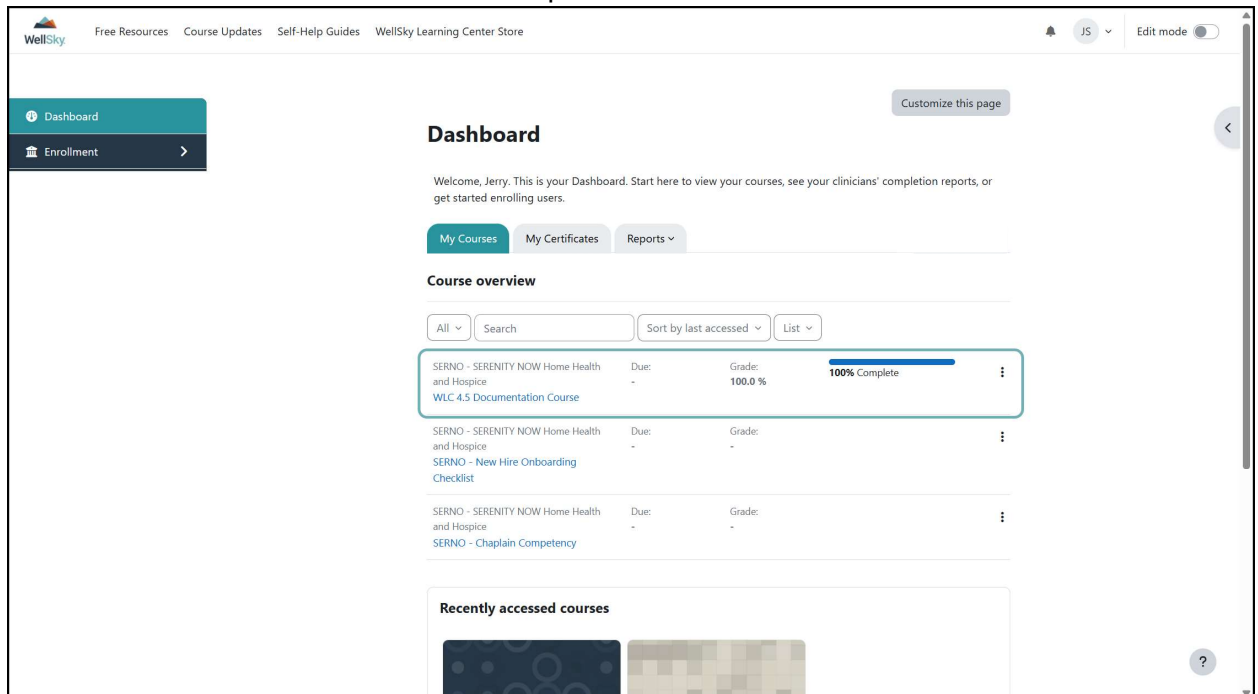 WellSky.
Free Resources Course Updates Self-Help Guides WellSky Learning Center Store
JS Edit mode
Dashboard
Enrollment
Customize this page
Dashboard
Welcome, Jerry. This is your Dashboard. Start here to view your courses, see your clinicians' completion reports, or
get started enrolling users.
My Courses My Certificates Reports
Course overview
All Search Sort by last accessed List
SERNO - SERENITY NOW Home Health Due: Grade: 100% Complete
and Hospice - 100.0 %
WLC 4.5 Documentation Course
SERNO - SERENITY NOW Home Health Due: Grade:
and Hospice - -
SERNO - New Hire Onboarding
Checklist
SERNO - SERENITY NOW Home Health Due: Grade:
and Hospice - -
SERNO - Chaplain Competency
Recently accessed courses
?